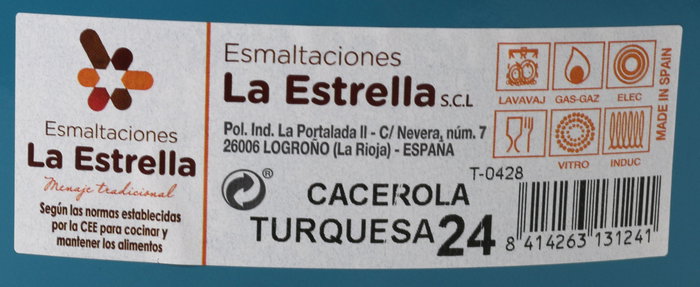 Esmaltaciones
La Estrella
Menaje tradicional
Según las normas establecidas
por la CEE para cocinar y
mantener los alimentos
Esmaltaciones
La Estrella S.C.L
Pol. Ind. La Portalada II - C/ Nevera, núm. 7
26006 LOGROÑO (La Rioja) - ESPAÑA
®
CACEROLA
TURQUESA 24
LAVAVAJ GAS-GAZ ELEC
VITRO INDUC
MADE IN SPAIN
T-0428
8 414263 131241